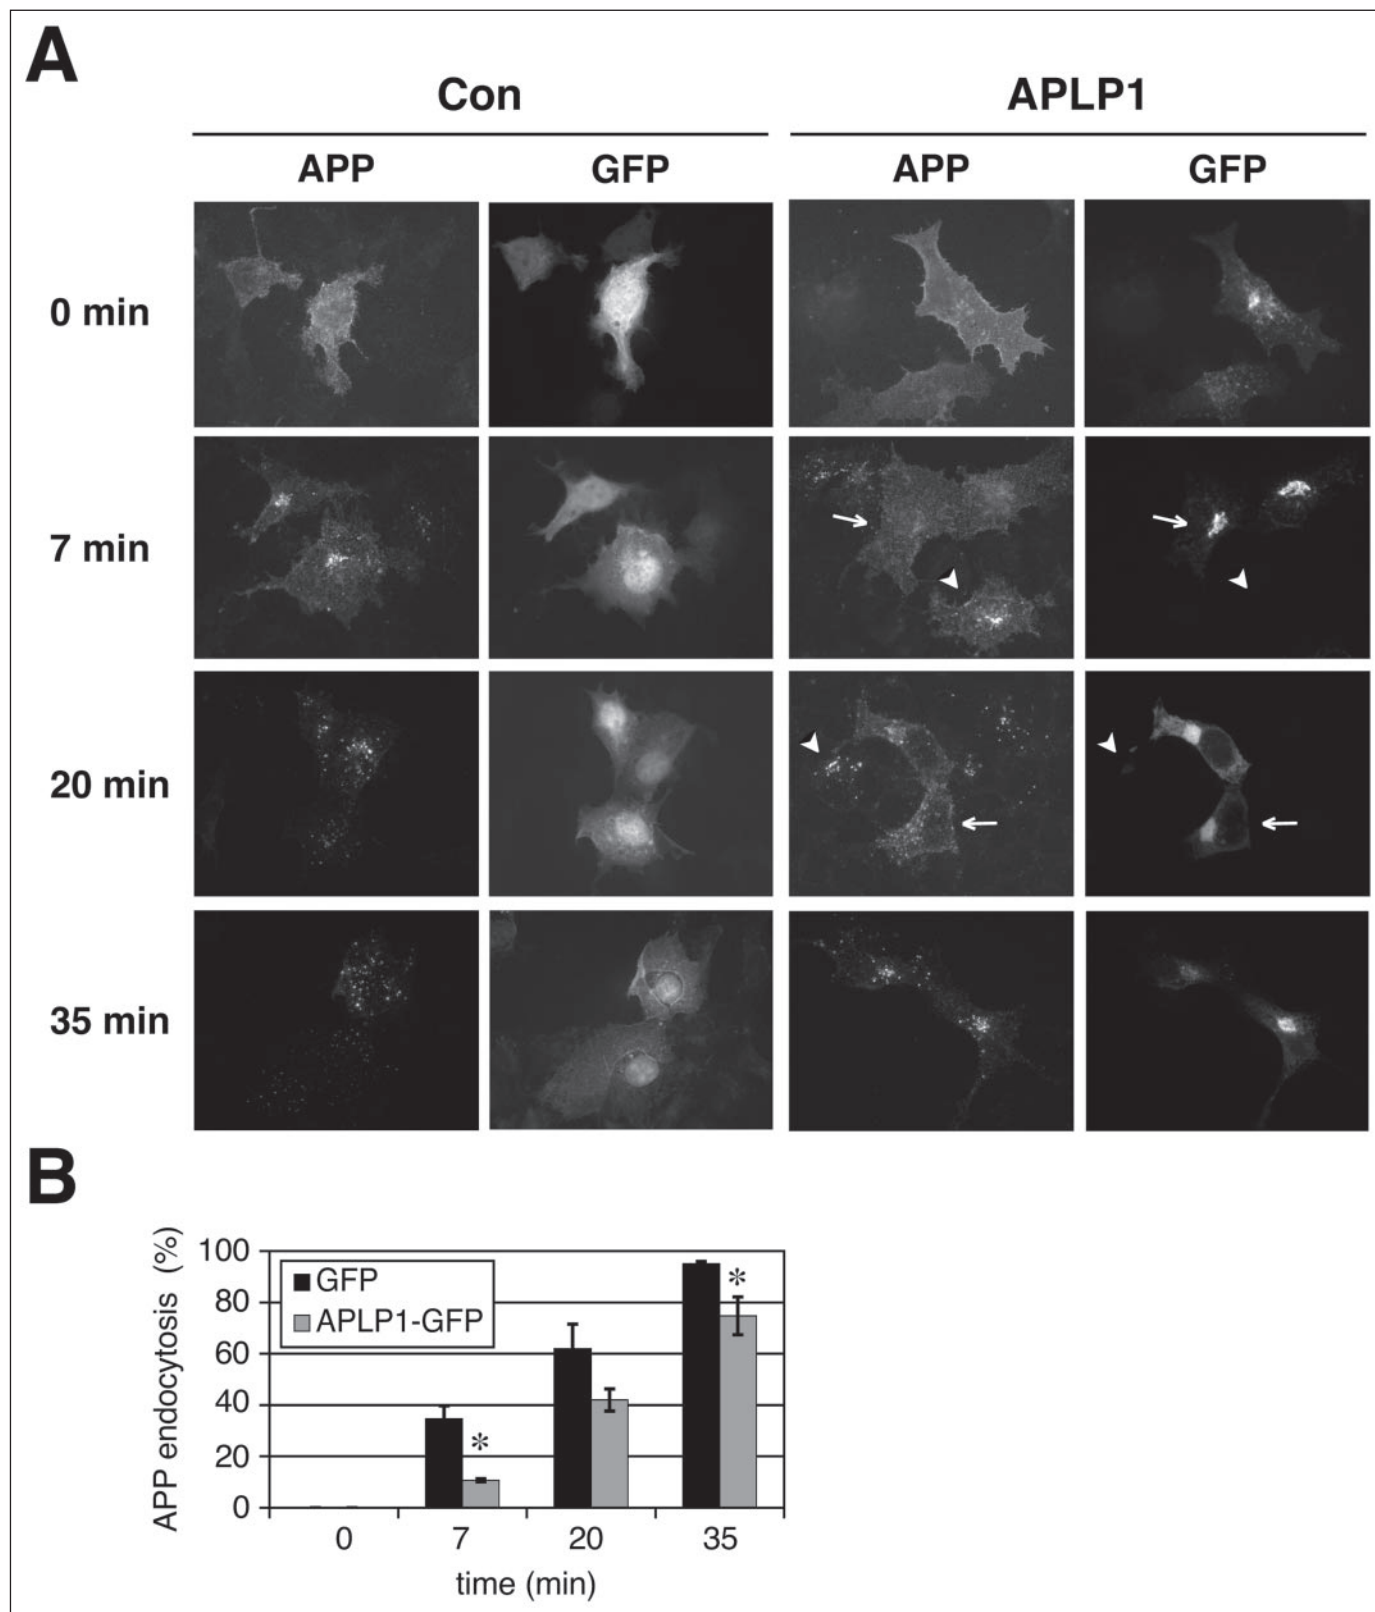 A
Con APLP1
APP GFP APP GFP
0 min
7 min
20 min
35 min
B
APP endocytosis (%)
100
80
60
40
20
0
GFP
APLP1-GFP
*
*
0 7 20 35
time (min)